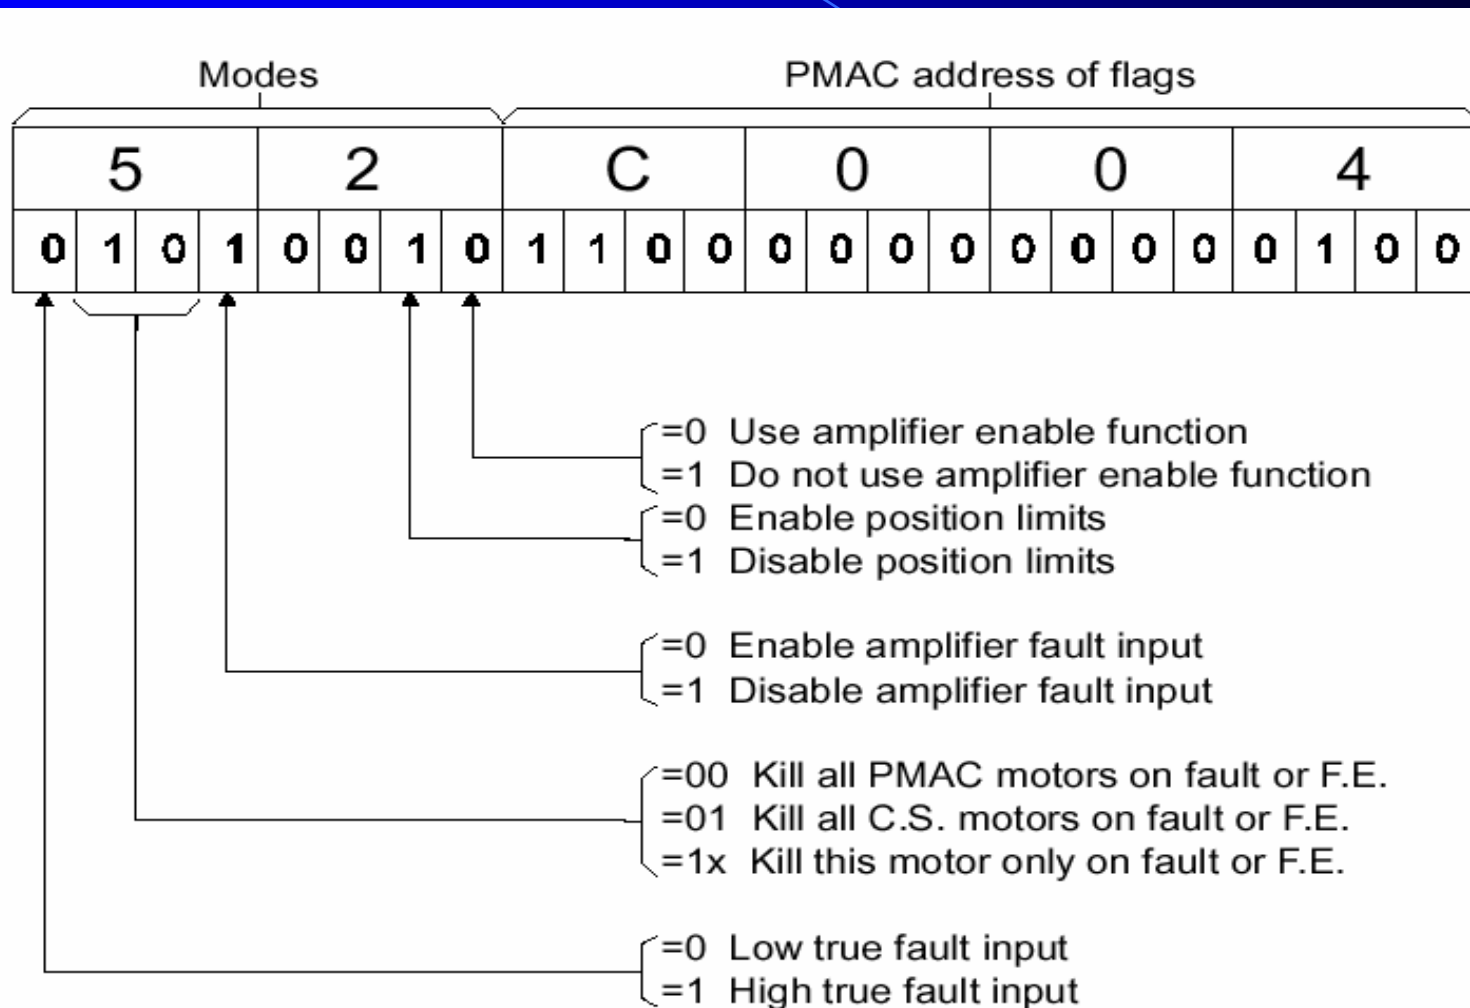 Modes PMAC address of flags
5 2 C 0 0 4
0 1 0 1 0 0 1 0 1 1 0 0 0 0 0 0 0 0 0 0 0 1 0 0
=0 Use amplifier enable function
=1 Do not use amplifier enable function
=0 Enable position limits
=1 Disable position limits
=0 Enable amplifier fault input
=1 Disable amplifier fault input
=00 Kill all PMAC motors on fault or F.E.
=01 Kill all C.S. motors on fault or F.E.
=1x Kill this motor only on fault or F.E.
=0 Low true fault input
=1 High true fault input